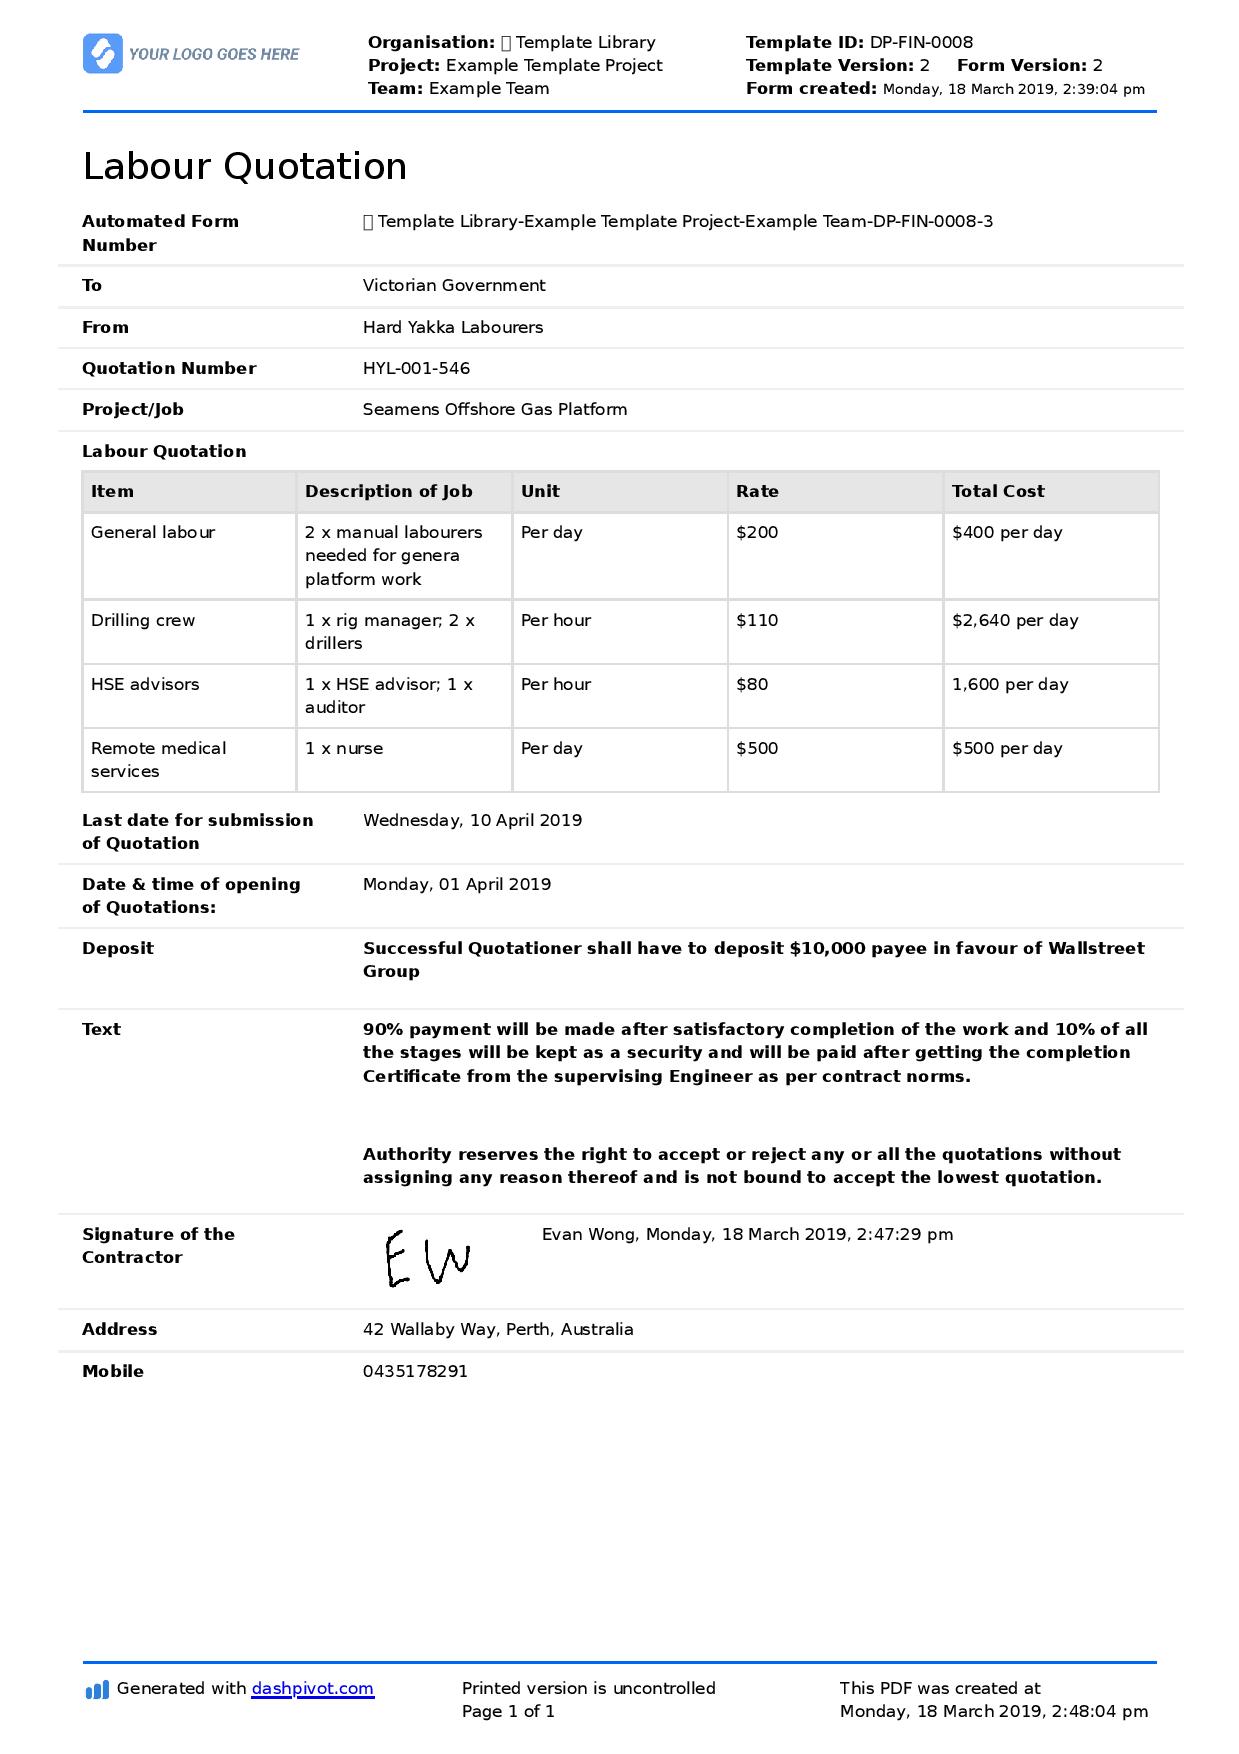 YOUR LOGO GOES HERE
Organisation: Template Library
Project: Example Template Project
Team: Example Team
Template ID: DP-FIN-0008
Template Version: 2 Form Version: 2
Form created: Monday, 18 March 2019, 2:39:04 pm
Labour Quotation
Automated Form
Number
Template Library-Example Template Project-Example Team-DP-FIN-0008-3
To
Victorian Government
From
Hard Yakka Labourers
Quotation Number
HYL-001-546
Project/Job
Seamens Offshore Gas Platform
Labour Quotation
Item Description of Job Unit Rate Total Cost
General labour
2 x manual labourers
needed for genera
platform work
Per day
$200
$400 per day
Drilling crew
1 x rig manager; 2 x
drillers
Per hour
$110
$2,640 per day
HSE advisors
1 x HSE advisor; 1 x
auditor
Per hour
$80
1,600 per day
Remote medical
services
1 x nurse
Per day
$500
$500 per day
Last date for submission
of Quotation
Wednesday, 10 April 2019
Date & time of opening
of Quotations:
Monday, 01 April 2019
Deposit
Successful Quotationer shall have to deposit $10,000 payee in favour of Wallstreet
Group
Text
90% payment will be made after satisfactory completion of the work and 10% of all
the stages will be kept as a security and will be paid after getting the completion
Certificate from the supervising Engineer as per contract norms.
Authority reserves the right to accept or reject any or all the quotations without
assigning any reason thereof and is not bound to accept the lowest quotation.
Signature of the
Contractor
EW
Evan Wong, Monday, 18 March 2019, 2:47:29 pm
Address
42 Wallaby Way, Perth, Australia
Mobile
0435178291
Generated with dashpivot.com
Printed version is uncontrolled
Page 1 of 1
This PDF was created at
Monday, 18 March 2019, 2:48:04 pm